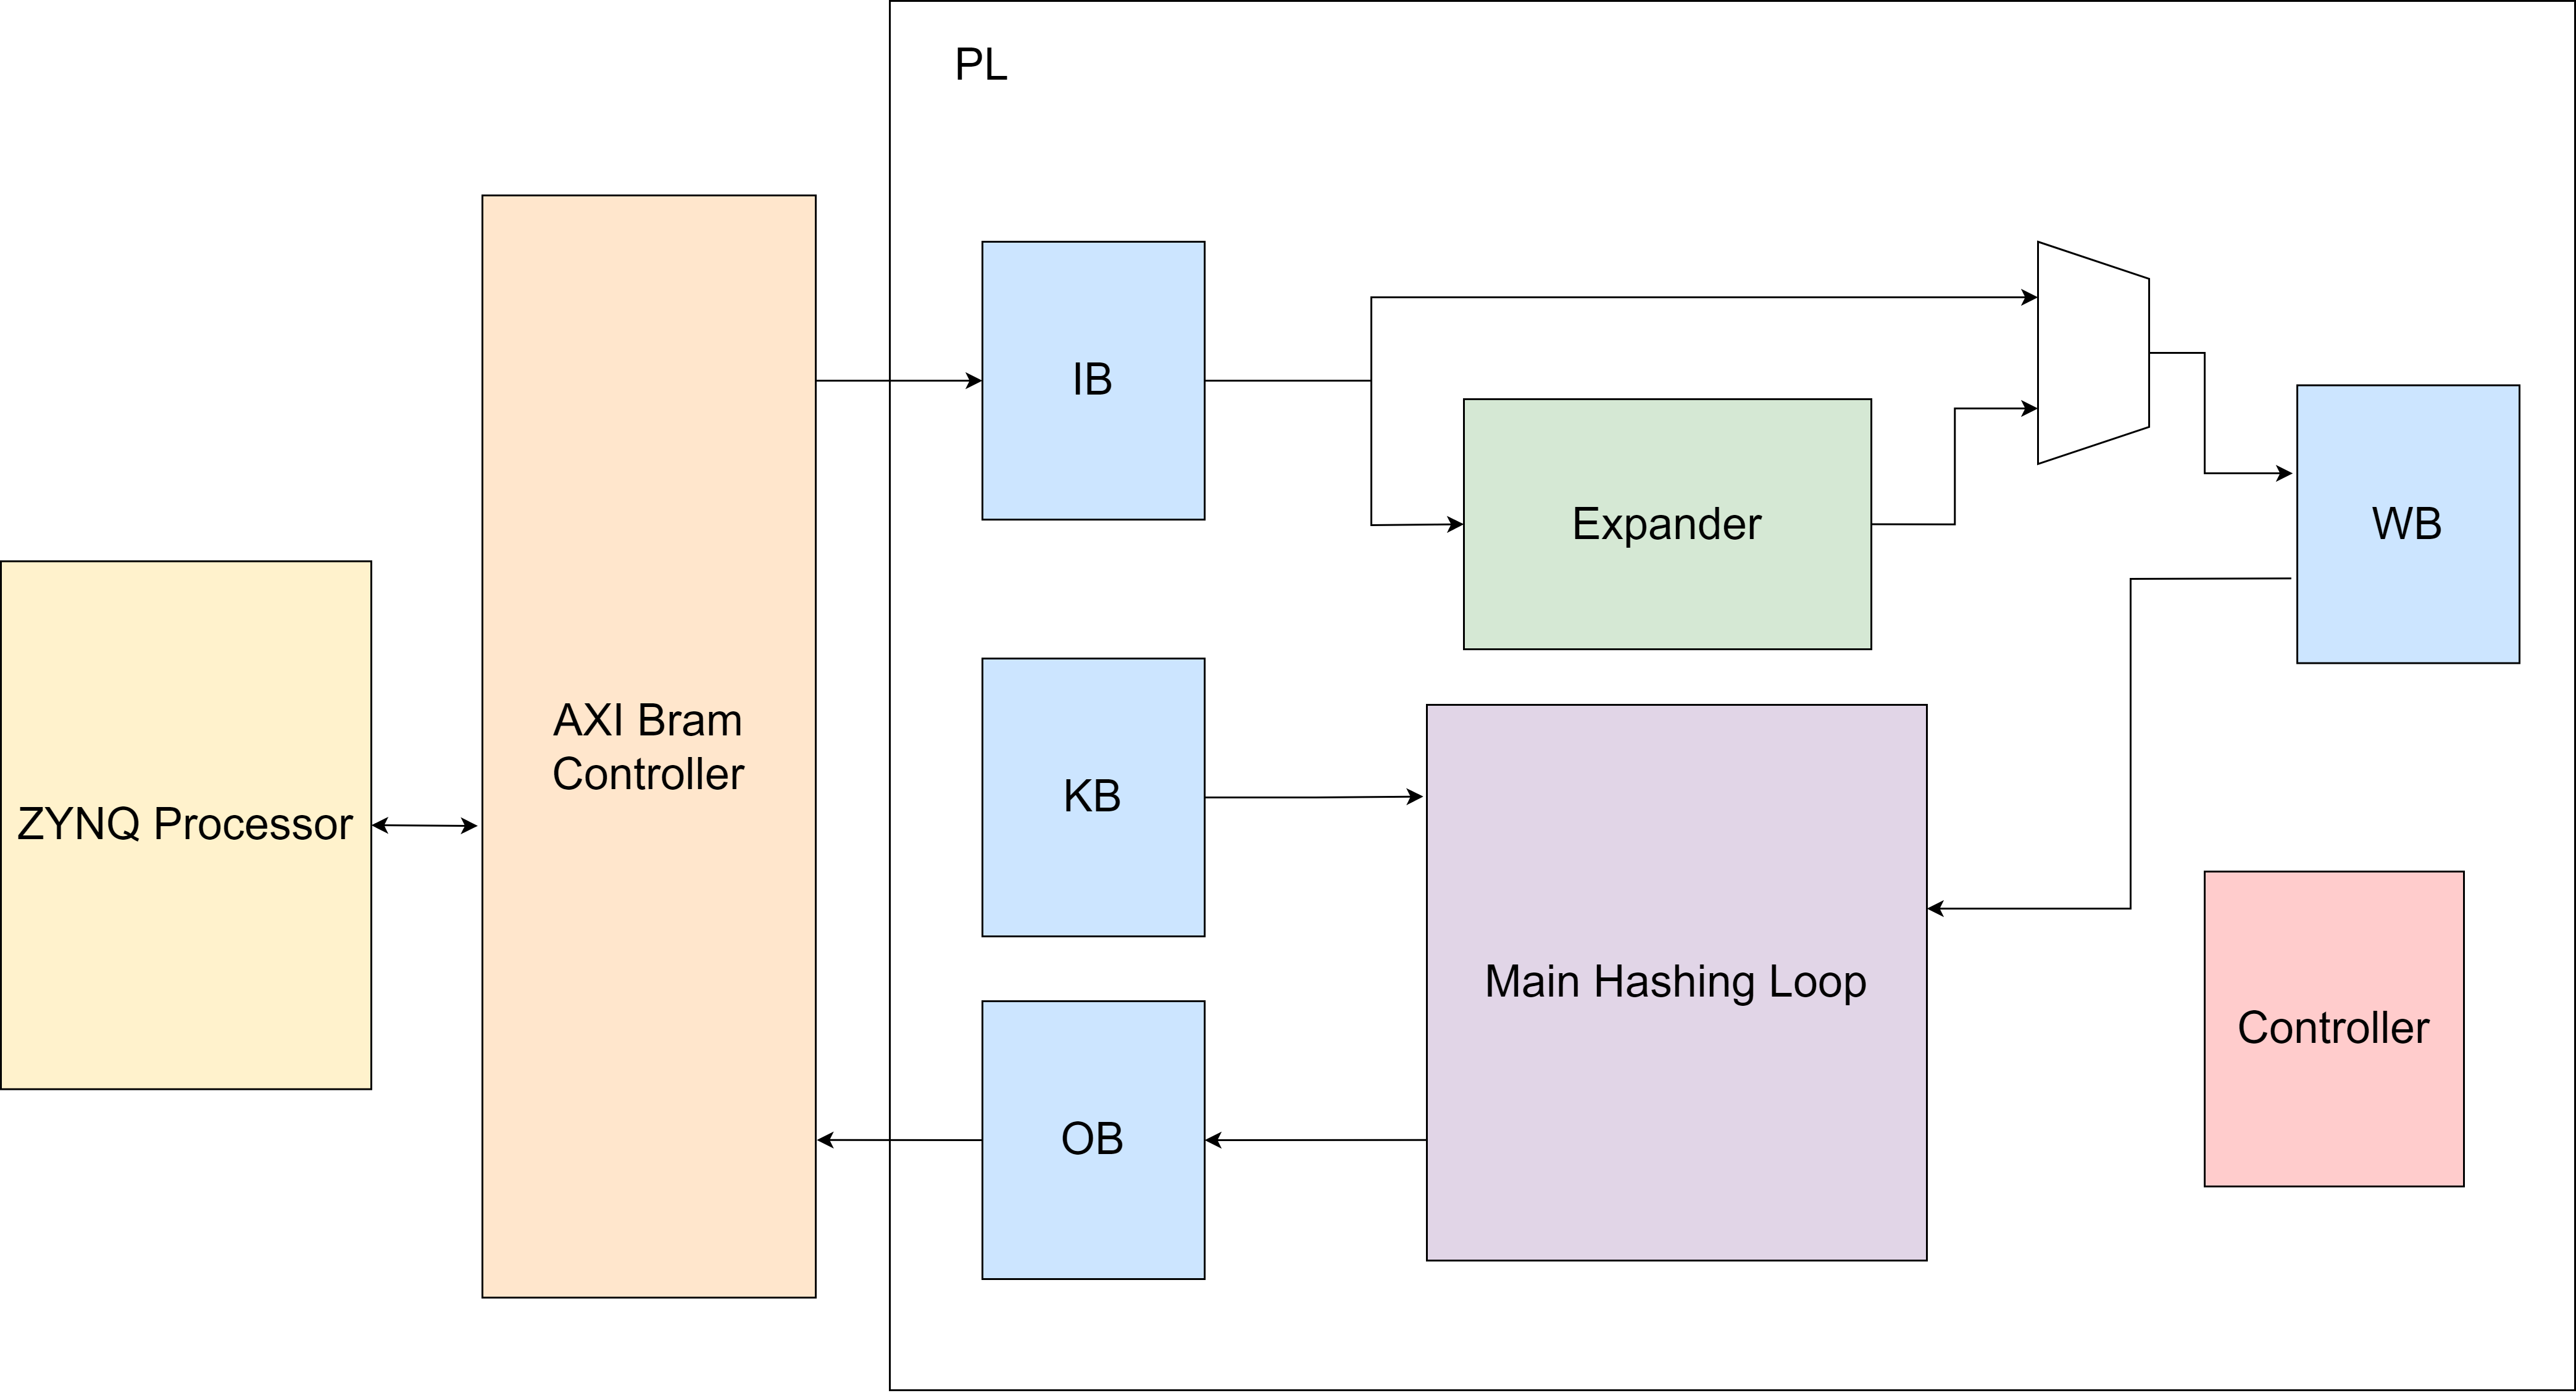 PL
IB
Expander
WB
AXI Bram
Controller
ZYNQ Processor
KB
Main Hashing Loop
Controller
OB